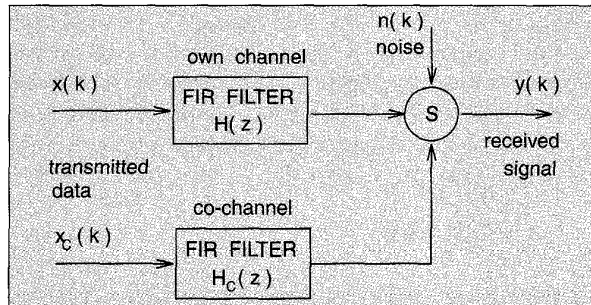 n(k)
noise
own channel
x(k)
FIR FILTER
H(z)
S
y(k)
received
signal
transmitted
data
co-channel
x_C(k)
FIR FILTER
H_C(z)